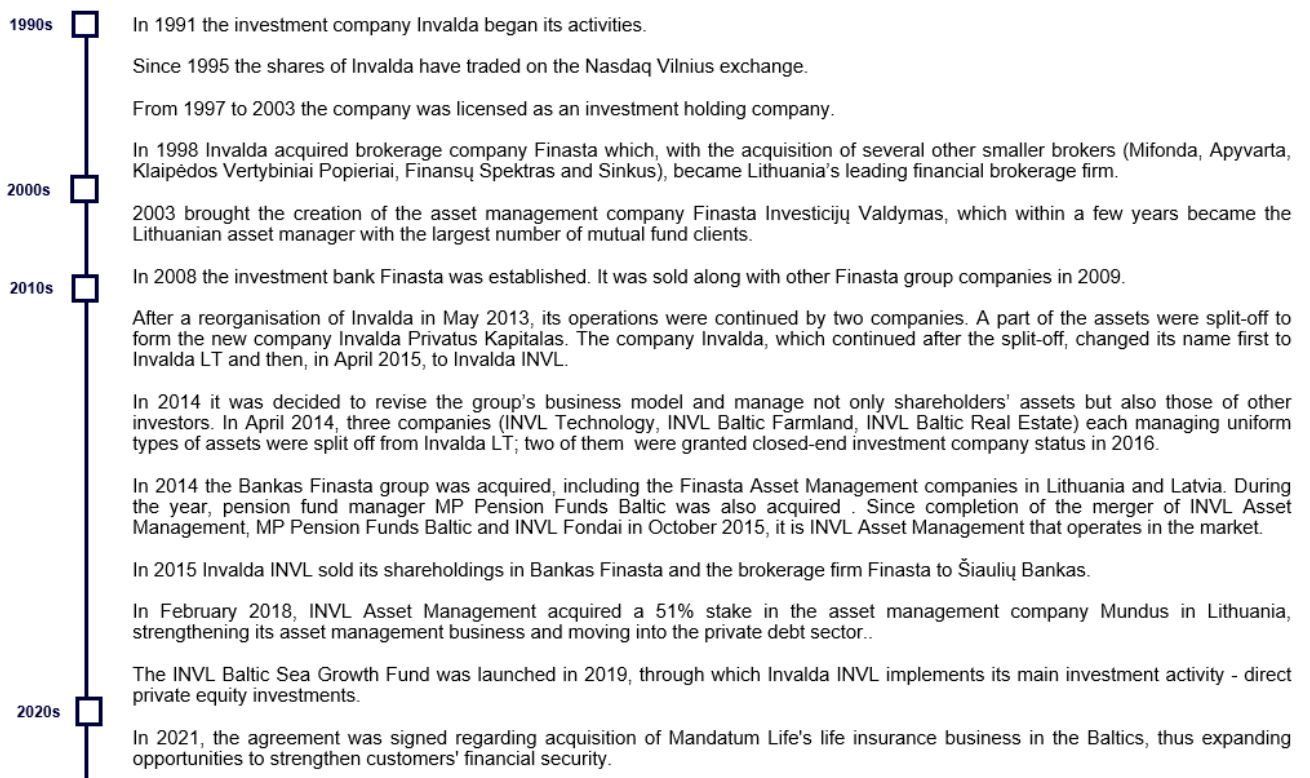 1990s
In 1991 the investment company Invalda began its activities.
Since 1995 the shares of Invalda have traded on the Nasdaq Vilnius exchange.
From 1997 to 2003 the company was licensed as an investment holding company.
In 1998 Invalda acquired brokerage company Finasta which, with the acquisition of several other smaller brokers (Mifonda, Apyvarta,
Klaipėdos Vertybiniai Popieriai, Finansų Spektras and Sinkus), became Lithuania’s leading financial brokerage firm.
2000s
2003 brought the creation of the asset management company Finasta Investicijų Valdymas, which within a few years became the
Lithuanian asset manager with the largest number of mutual fund clients.
In 2008 the investment bank Finasta was established. It was sold along with other Finasta group companies in 2009.
2010s
After a reorganisation of Invalda in May 2013, its operations were continued by two companies. A part of the assets were split-off to
form the new company Invalda Privatus Kapitalas. The company Invalda, which continued after the split-off, changed its name first to
Invalda LT and then, in April 2015, to Invalda INVL.
In 2014 it was decided to revise the group’s business model and manage not only shareholders’ assets but also those of other
investors. In April 2014, three companies (INVL Technology, INVL Baltic Farmland, INVL Baltic Real Estate) each managing uniform
types of assets were split off from Invalda LT; two of them were granted closed-end investment company status in 2016.
In 2014 the Bankas Finasta group was acquired, including the Finasta Asset Management companies in Lithuania and Latvia. During
the year, pension fund manager MP Pension Funds Baltic was also acquired . Since completion of the merger of INVL Asset
Management, MP Pension Funds Baltic and INVL Fondai in October 2015, it is INVL Asset Management that operates in the market.
In 2015 Invalda INVL sold its shareholdings in Bankas Finasta and the brokerage firm Finasta to Šiaulių Bankas.
In February 2018, INVL Asset Management acquired a 51% stake in the asset management company Mundus in Lithuania,
strengthening its asset management business and moving into the private debt sector..
The INVL Baltic Sea Growth Fund was launched in 2019, through which Invalda INVL implements its main investment activity - direct
private equity investments.
2020s
In 2021, the agreement was signed regarding acquisition of Mandatum Life's life insurance business in the Baltics, thus expanding
opportunities to strengthen customers' financial security.